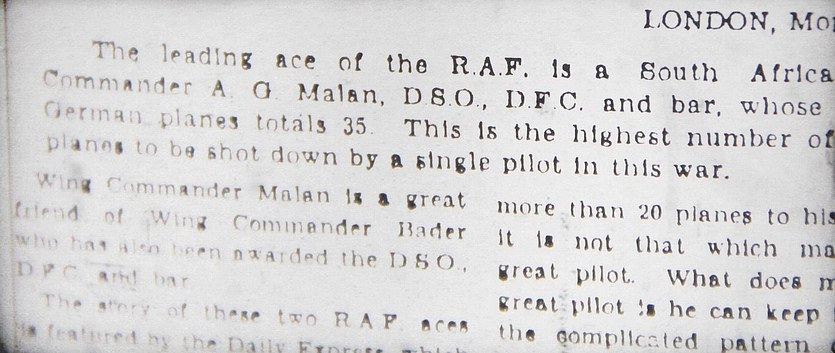 LONDON, Mo
The leading ace of the R.A.F. is a South Africa
Commander A. G. Malan, D.S.O., D.F.C. and bar, whose
German planes totals 35. This is the highest number of
planes to be shot down by a single pilot in this war.
Wing Commander Malan is a great
friend of Wing Commander Bader
who has also been awarded the D.S.O.,
D.F.C. and bar.
The story of these two R.A.F. aces
is featured by the Daily Express which
more than 20 planes to his
it is not that which ma
great pilot. What does m
great pilot is he can keep
the complicated pattern